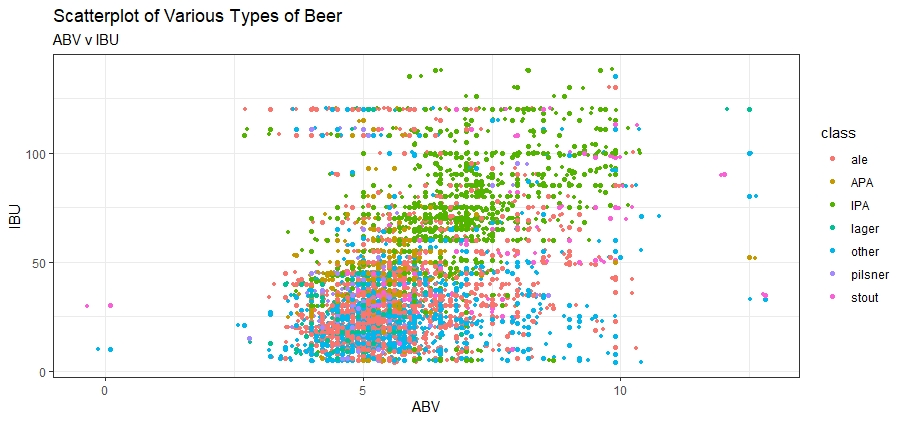 Scatterplot of Various Types of Beer
ABV v IBU
IBU
100
50
0
0 5 10
ABV
class
ale
APA
IPA
lager
other
pilsner
stout